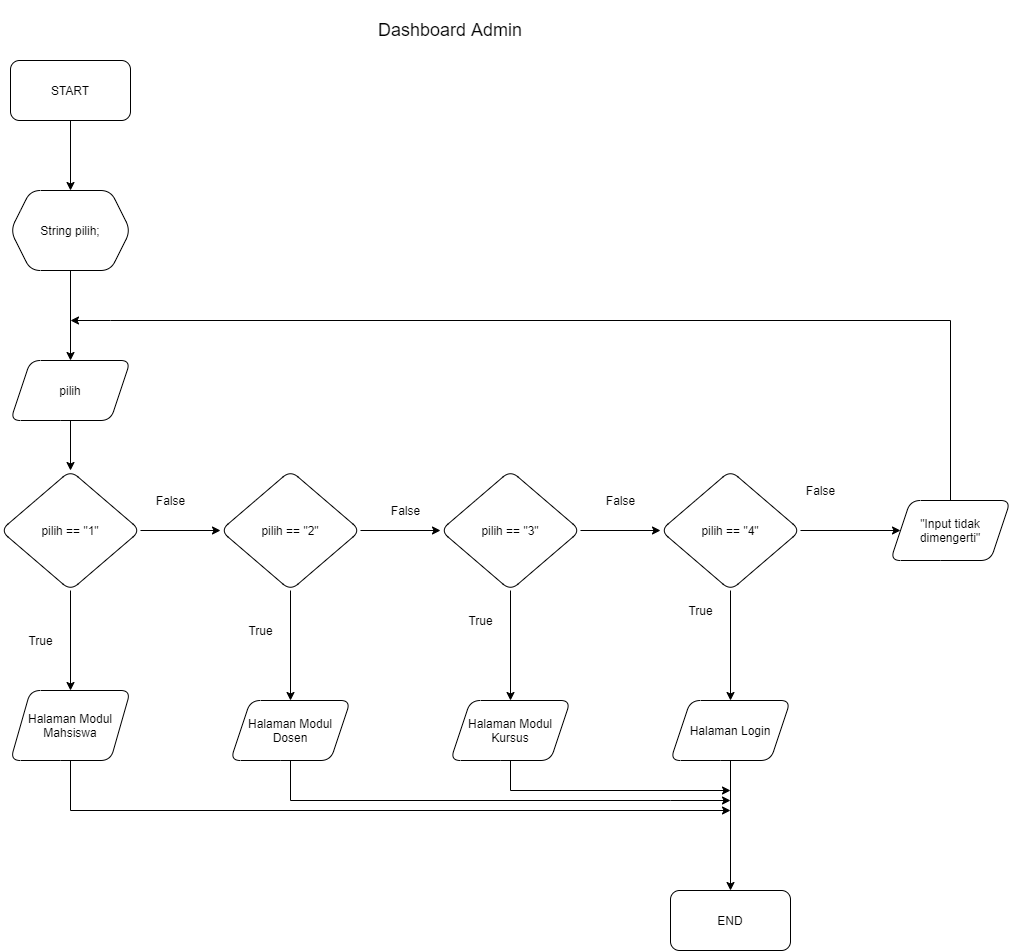 Dashboard Admin
START
String pilih;
pilih
pilih == "1"
False
pilih == "2"
False
pilih == "3"
False
pilih == "4"
False
"Input tidak
dimengerti"
True
True
True
True
Halaman Modul
Mahsiswa
Halaman Modul
Dosen
Halaman Modul
Kursus
Halaman Login
END